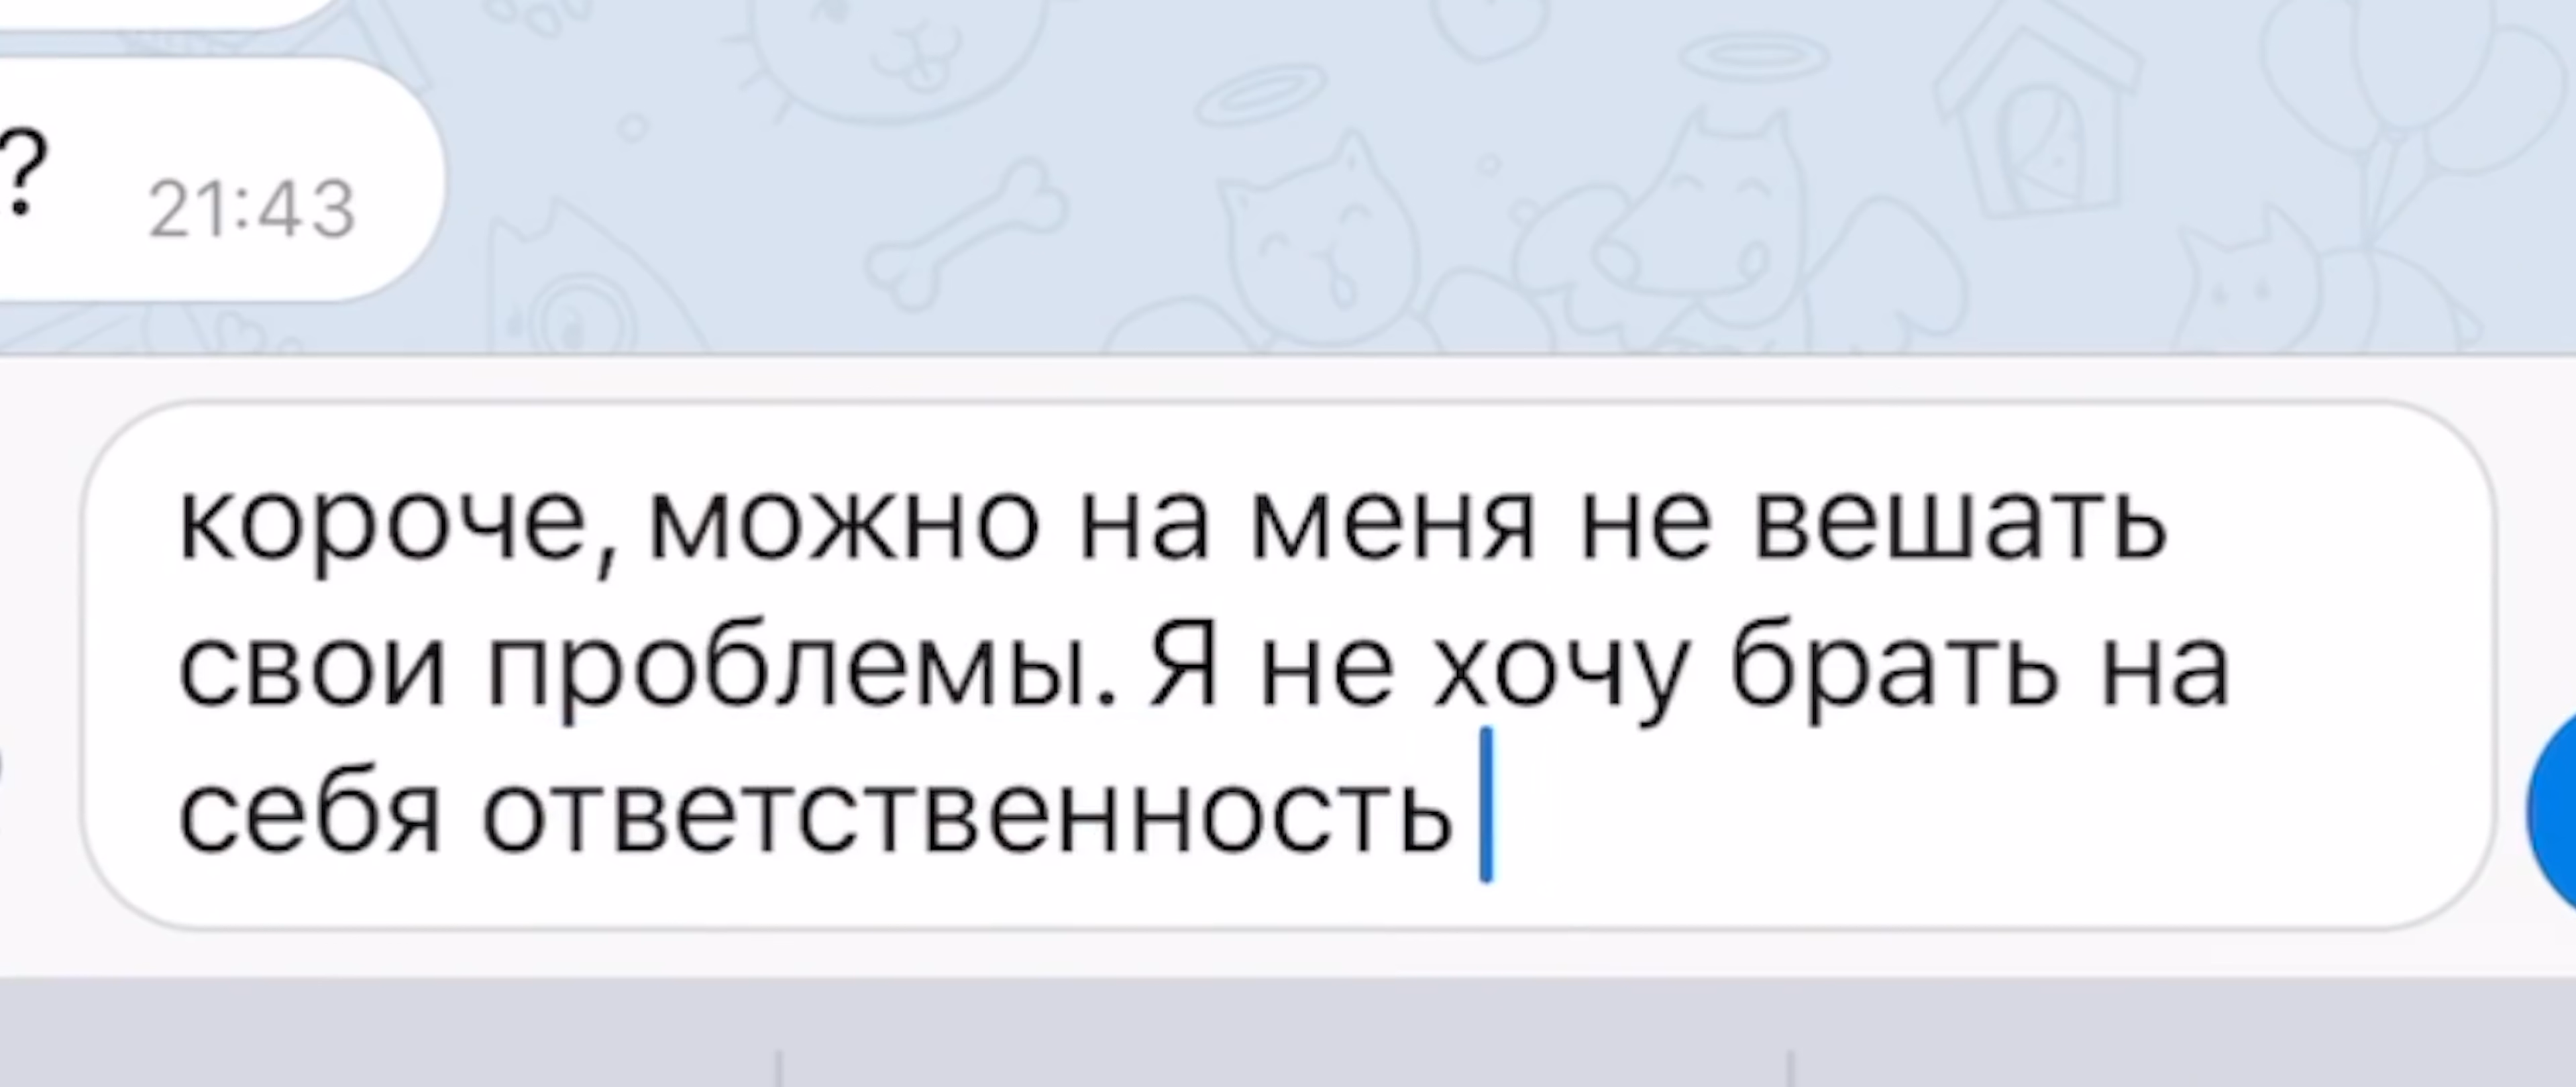 ?
21:43
короче, можно на меня не вешать
свои проблемы. Я не хочу брать на
себя ответственность